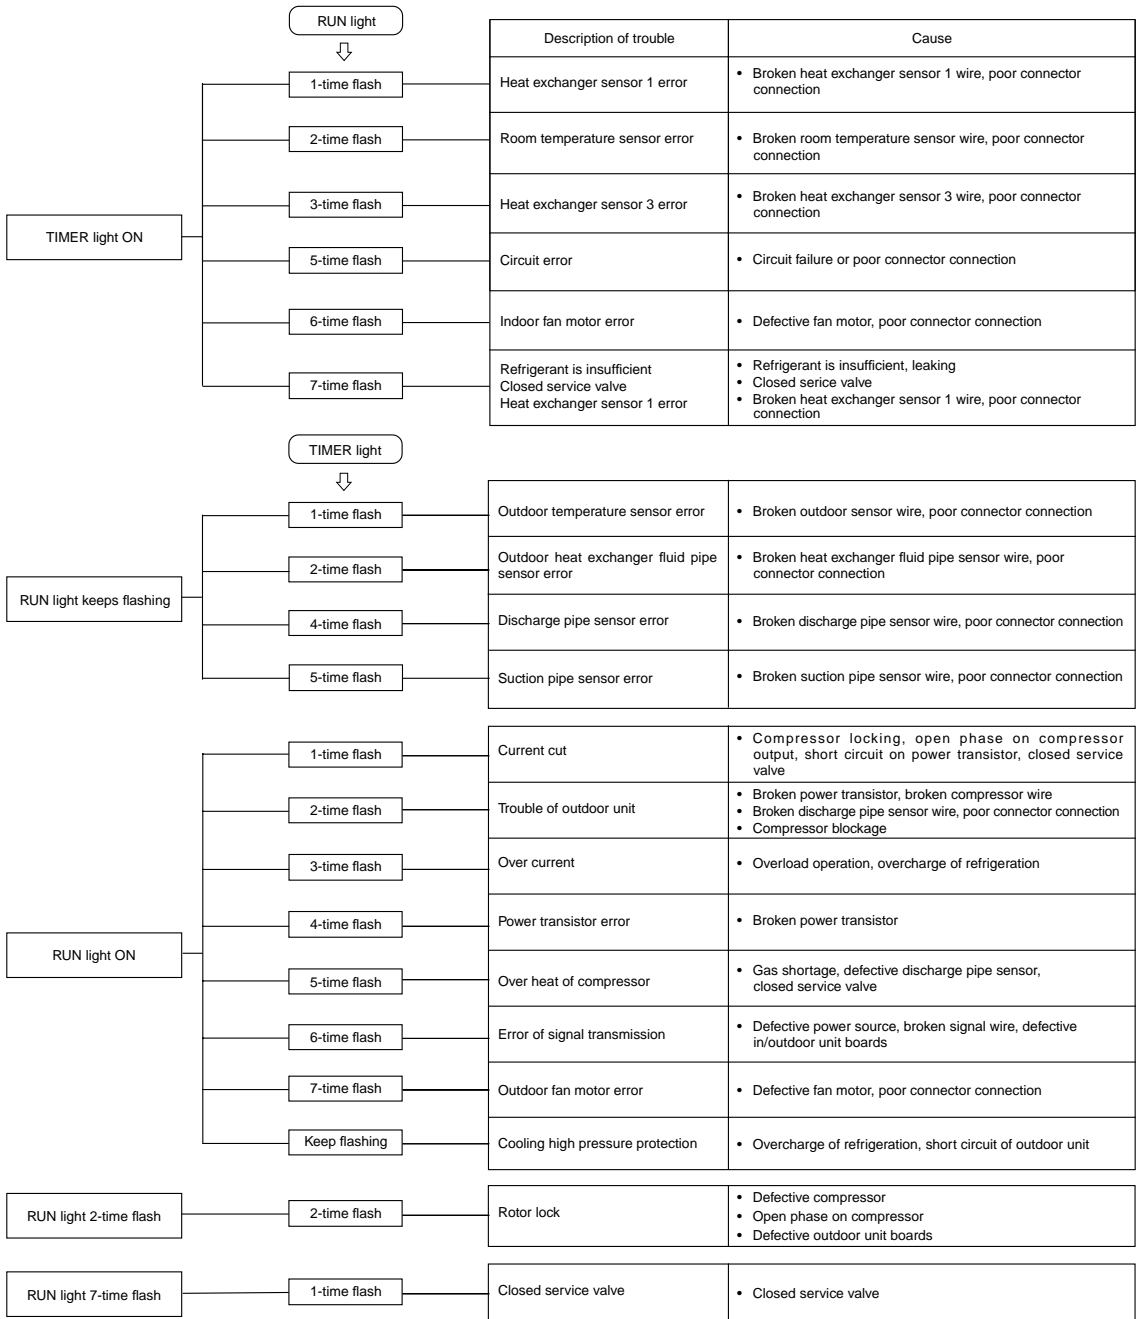 RUN light
Description of trouble
Cause
TIMER light ON
1-time flash
Heat exchanger sensor 1 error
• Broken heat exchanger sensor 1 wire, poor connector
connection
2-time flash
Room temperature sensor error
• Broken room temperature sensor wire, poor connector
connection
3-time flash
Heat exchanger sensor 3 error
• Broken heat exchanger sensor 3 wire, poor connector
connection
5-time flash
Circuit error
• Circuit failure or poor connector connection
6-time flash
Indoor fan motor error
• Defective fan motor, poor connector connection
7-time flash
Refrigerant is insufficient
Closed service valve
Heat exchanger sensor 1 error
• Refrigerant is insufficient, leaking
• Closed serice valve
• Broken heat exchanger sensor 1 wire, poor connector
connection
TIMER light
RUN light keeps flashing
1-time flash
Outdoor temperature sensor error
• Broken outdoor sensor wire, poor connector connection
2-time flash
Outdoor heat exchanger fluid pipe
sensor error
• Broken heat exchanger fluid pipe sensor wire, poor
connector connection
4-time flash
Discharge pipe sensor error
• Broken discharge pipe sensor wire, poor connector connection
5-time flash
Suction pipe sensor error
• Broken suction pipe sensor wire, poor connector connection
RUN light ON
1-time flash
Current cut
• Compressor locking, open phase on compressor
output, short circuit on power transistor, closed service
valve
2-time flash
Trouble of outdoor unit
• Broken power transistor, broken compressor wire
• Broken discharge pipe sensor wire, poor connector connection
• Compressor blockage
3-time flash
Over current
• Overload operation, overcharge of refrigeration
4-time flash
Power transistor error
• Broken power transistor
5-time flash
Over heat of compressor
• Gas shortage, defective discharge pipe sensor,
closed service valve
6-time flash
Error of signal transmission
• Defective power source, broken signal wire, defective
in/outdoor unit boards
7-time flash
Outdoor fan motor error
• Defective fan motor, poor connector connection
Keep flashing
Cooling high pressure protection
• Overcharge of refrigeration, short circuit of outdoor unit
RUN light 2-time flash
2-time flash
Rotor lock
• Defective compressor
• Open phase on compressor
• Defective outdoor unit boards
RUN light 7-time flash
1-time flash
Closed service valve
• Closed service valve